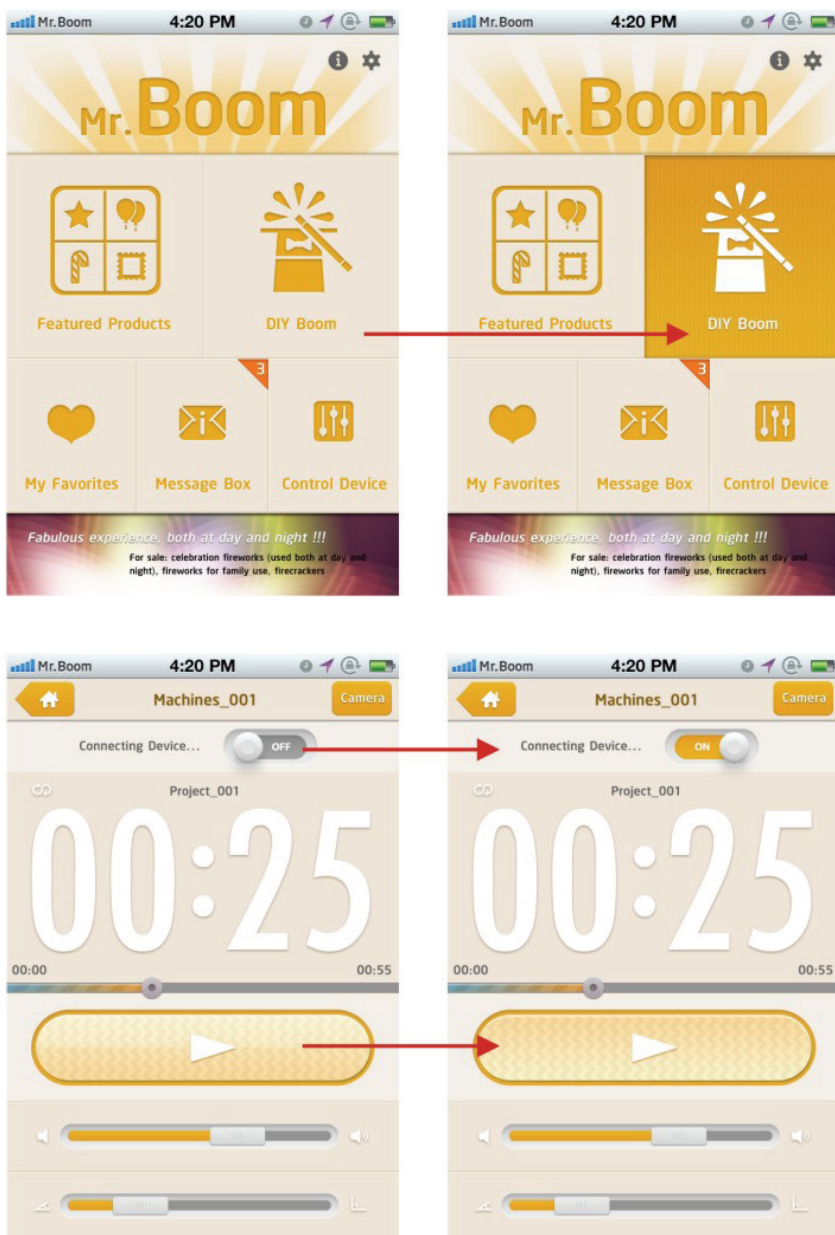 Mr.Boom 4:20 PM
Mr.Boom
Featured Products
DIY Boom
3
My Favorites
Message Box
Control Device
Fabulous experience, both at day and night !!!
For sale: celebration fireworks (used both at day and
night), fireworks for family use, firecrackers
Mr.Boom 4:20 PM
Mr.Boom
Featured Products
DIY Boom
3
My Favorites
Message Box
Control Device
Fabulous experience, both at day and night !!!
For sale: celebration fireworks (used both at day and
night), fireworks for family use, firecrackers
Mr.Boom 4:20 PM
Machines_001
Camera
Connecting Device...
OFF
Project_001
00:25
00:00
00:55
Mr.Boom 4:20 PM
Machines_001
Camera
Connecting Device...
ON
Project_001
00:25
00:00
00:55